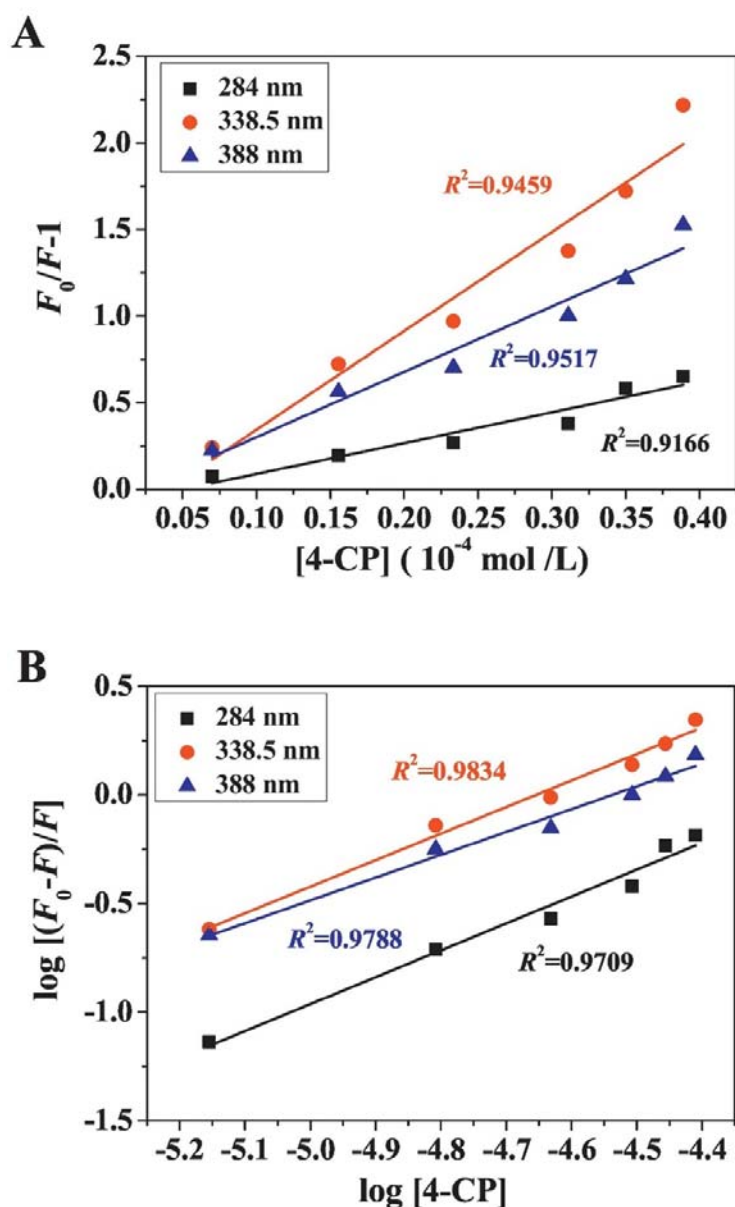 A
2.5
2.0
1.5
1.0
0.5
0.0
F₀/F-1
284 nm
338.5 nm
388 nm
R²=0.9459
R²=0.9517
R²=0.9166
0.05 0.10 0.15 0.20 0.25 0.30 0.35 0.40
[4-CP] ( 10⁻⁴ mol /L)
B
0.5
0.0
-0.5
-1.0
-1.5
log [(F₀-F)/F]
284 nm
338.5 nm
388 nm
R²=0.9834
R²=0.9788
R²=0.9709
-5.2 -5.1 -5.0 -4.9 -4.8 -4.7 -4.6 -4.5 -4.4
log [4-CP]